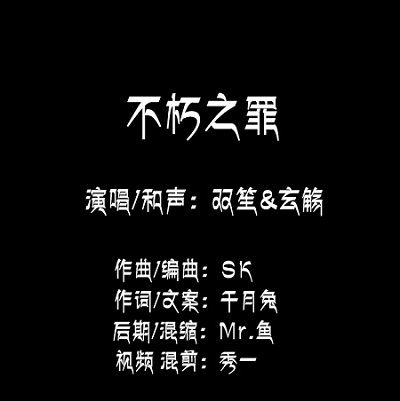 不朽之罪
演唱/和声：双笙&玄觞
作曲/编曲：SK
作词/文案：千月兔
后期/混缩：Mr.鱼
视频 混剪：秀一